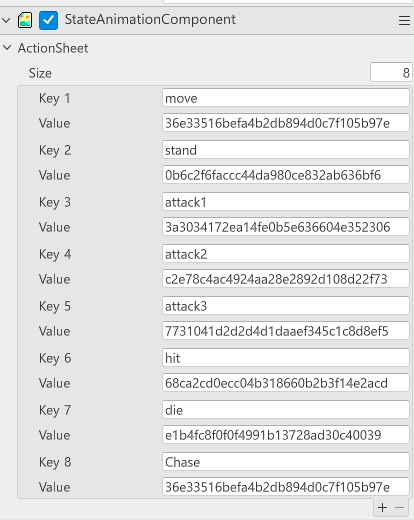 StateAnimationComponent
ActionSheet
Size 8
Key 1 move
Value 36e33516befa4b2db894d0c7f105b97e
Key 2 stand
Value 0b6c2f6faccc44da980ce832ab636bf6
Key 3 attack1
Value 3a3034172ea14fe0b5e636604e352306
Key 4 attack2
Value c2e78c4ac4924aa28e2892d108d22f73
Key 5 attack3
Value 7731041d2d2d4d1daaef345c1c8d8ef5
Key 6 hit
Value 68ca2cd0ecc04b318660b2b3f14e2acd
Key 7 die
Value e1b4fc8f0f0f4991b13728ad30c40039
Key 8 Chase
Value 36e33516befa4b2db894d0c7f105b97e